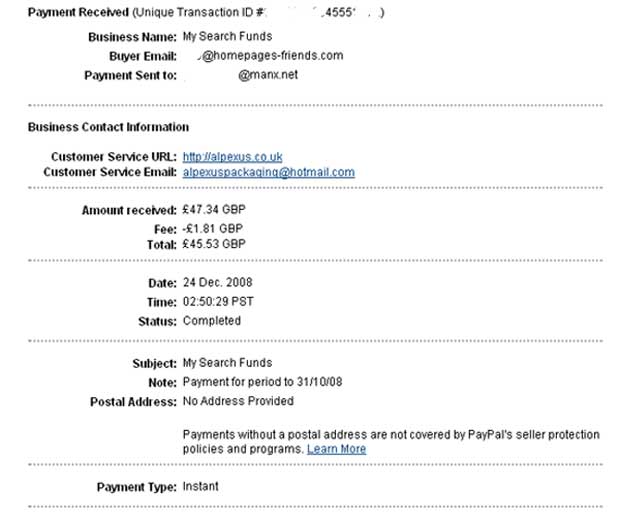 Payment Received (Unique Transaction ID # 4555 )
Business Name: My Search Funds
Buyer Email: @homepages-friends.com
Payment Sent to: @manx.net
Business Contact Information
Customer Service URL: http://alpexus.co.uk
Customer Service Email: alpexuspackaging@hotmail.com
Amount received: £47.34 GBP
Fee: -£1.81 GBP
Total: £45.53 GBP
Date: 24 Dec. 2008
Time: 02:50:29 PST
Status: Completed
Subject: My Search Funds
Note: Payment for period to 31/10/08
Postal Address: No Address Provided
Payments without a postal address are not covered by PayPal's seller protection
policies and programs. Learn More
Payment Type: Instant